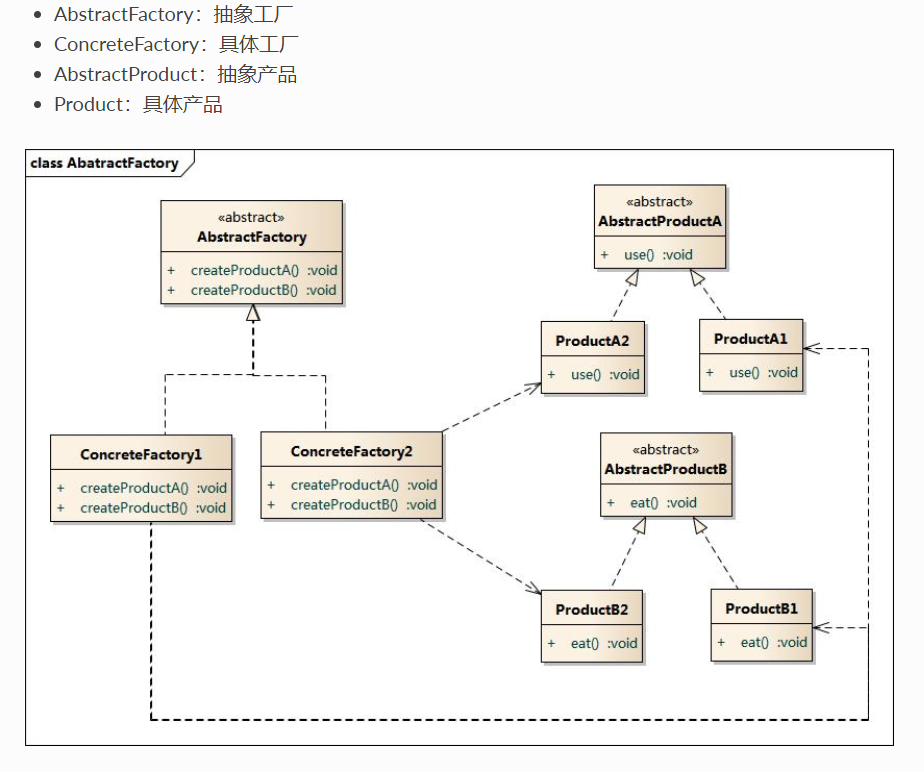 AbstractFactory：抽象工厂
ConcreteFactory：具体工厂
AbstractProduct：抽象产品
Product：具体产品
class AbatractFactory
«abstract»
AbstractFactory
+ createProductA() :void
+ createProductB() :void
«abstract»
AbstractProductA
+ use() :void
ProductA2
+ use() :void
ProductA1
+ use() :void
ConcreteFactory1
+ createProductA() :void
+ createProductB() :void
ConcreteFactory2
+ createProductA() :void
+ createProductB() :void
«abstract»
AbstractProductB
+ eat() :void
ProductB2
+ eat() :void
ProductB1
+ eat() :void